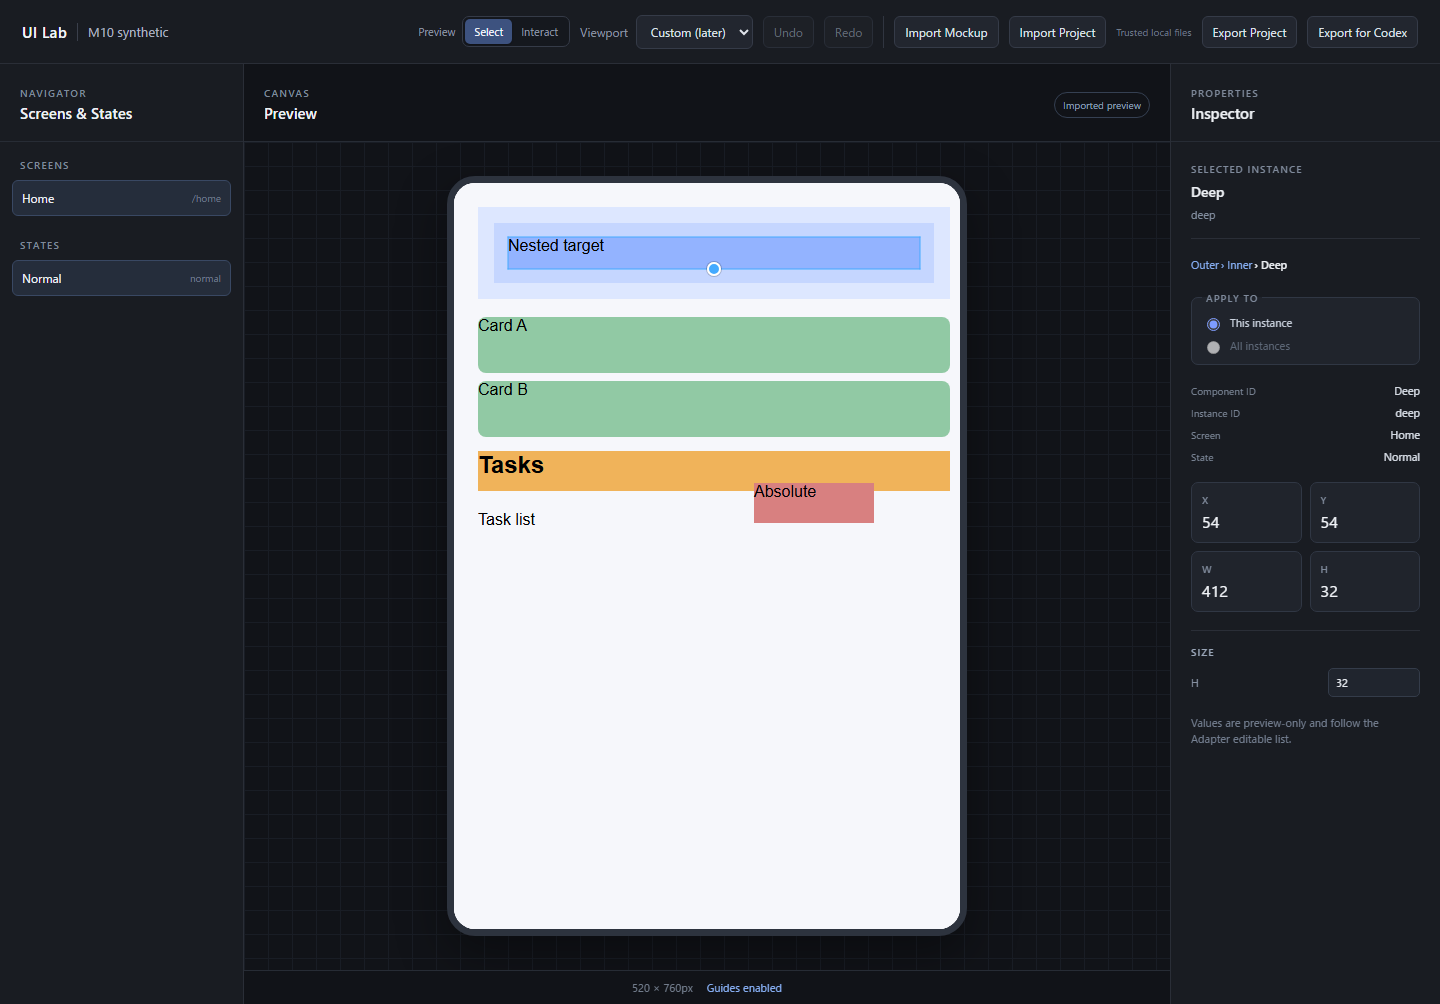 UI Lab
M10 synthetic
Preview
Select
Interact
Viewport
Custom (later)
Undo
Redo
Import Mockup
Import Project
Trusted local files
Export Project
Export for Codex
NAVIGATOR
Screens & States
SCREENS
Home
/home
STATES
Normal
normal
CANVAS
Preview
Imported preview
Nested target
Card A
Card B
Tasks
Absolute
Task list
520 × 760px
Guides enabled
PROPERTIES
Inspector
SELECTED INSTANCE
Deep
deep
Outer › Inner › Deep
APPLY TO
This instance
All instances
Component ID
Deep
Instance ID
deep
Screen
Home
State
Normal
X
54
Y
54
W
412
H
32
SIZE
H
32
Values are preview-only and follow the
Adapter editable list.